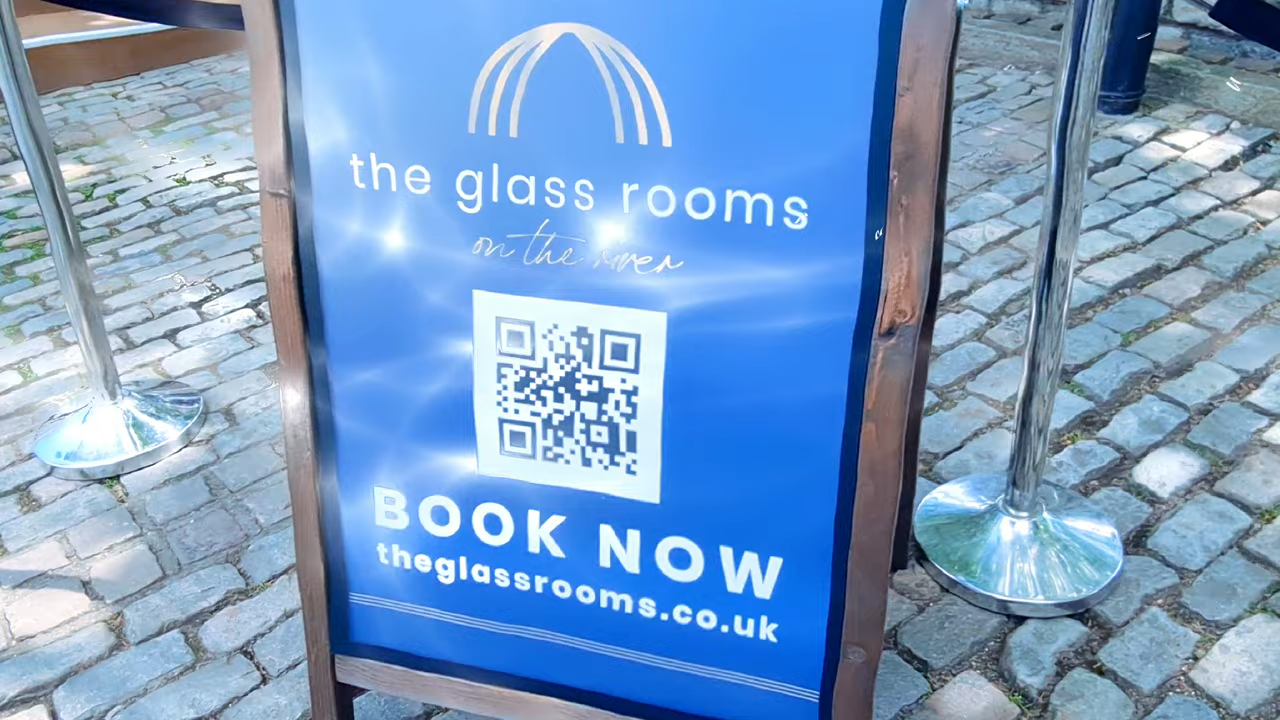 the glass rooms
on the river
BOOK NOW
theglassrooms.co.uk